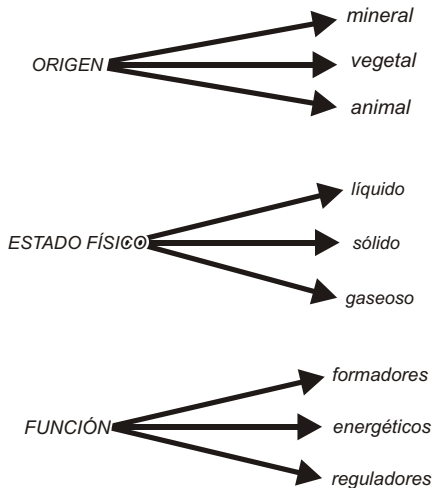 ORIGEN
mineral
vegetal
animal
ESTADO FÍSICO
líquido
sólido
gaseoso
FUNCIÓN
formadores
energéticos
reguladores